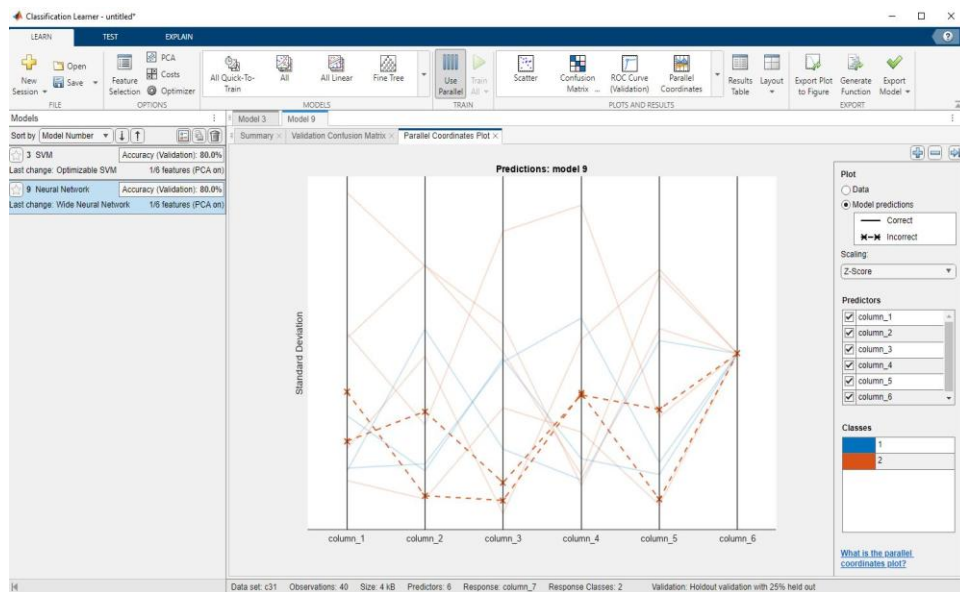 Classification Learner - untitled*
LEARN TEST EXPLAIN
New Session
Open
Save
FILE
Feature Selection
PCA
Costs
Optimizer
OPTIONS
All Quick-To-Train
All
All Linear
Fine Tree
MODELS
Use Parallel
Train All
TRAIN
Scatter
Confusion Matrix ...
ROC Curve (Validation)
Parallel Coordinates
PLOTS AND RESULTS
Results Table
Layout
Export Plot to Figure
Generate Function
Export Model
EXPORT
Models
Sort by Model Number
3 SVM Accuracy (Validation): 80.0%
Last change: Optimizable SVM 1/6 features (PCA on)
9 Neural Network Accuracy (Validation): 80.0%
Last change: Wide Neural Network 1/6 features (PCA on)
Model 3 Model 9
Summary Validation Confusion Matrix Parallel Coordinates Plot
Predictions: model 9
Standard Deviation
column_1 column_2 column_3 column_4 column_5 column_6
Plot
Data
Model predictions
Correct
Incorrect
Scaling:
Z-Score
Predictors
column_1
column_2
column_3
column_4
column_5
column_6
Classes
1
2
What is the parallel
coordinates plot?
Data set: c31 Observations: 40 Size: 4 kB Predictors: 6 Response: column_7 Response Classes: 2 Validation: Holdout validation with 25% held out